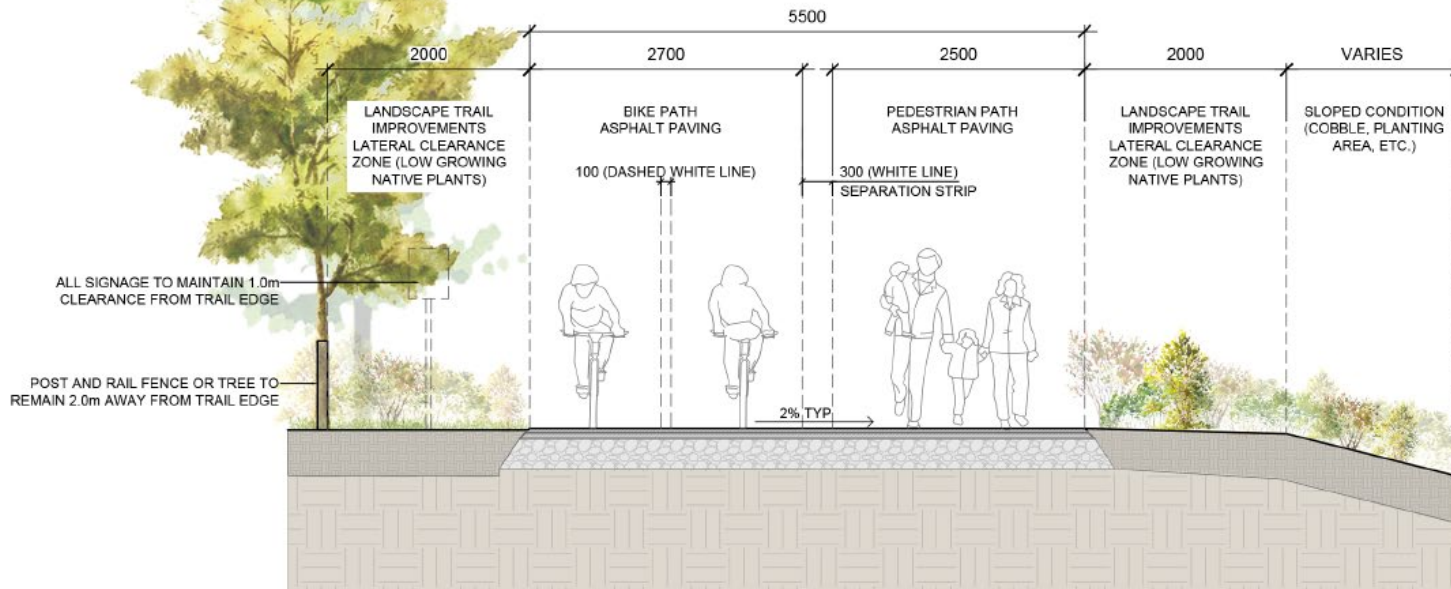 5500
2000
2700
2500
2000
VARIES
LANDSCAPE TRAIL
IMPROVEMENTS
LATERAL CLEARANCE
ZONE (LOW GROWING
NATIVE PLANTS)
BIKE PATH
ASPHALT PAVING
PEDESTRIAN PATH
ASPHALT PAVING
LANDSCAPE TRAIL
IMPROVEMENTS
LATERAL CLEARANCE
ZONE (LOW GROWING
NATIVE PLANTS)
SLOPED CONDITION
(COBBLE, PLANTING
AREA, ETC.)
100 (DASHED WHITE LINE)
300 (WHITE LINE)
SEPARATION STRIP
ALL SIGNAGE TO MAINTAIN 1.0m
CLEARANCE FROM TRAIL EDGE
POST AND RAIL FENCE OR TREE TO
REMAIN 2.0m AWAY FROM TRAIL EDGE
2% TYP